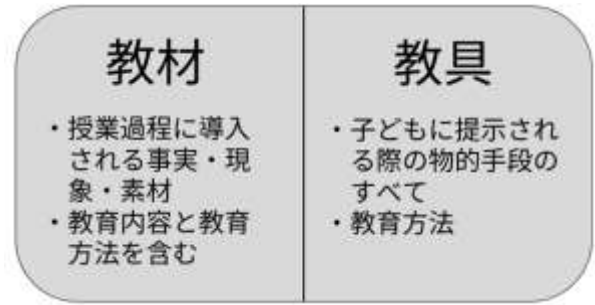 教材
・授業過程に導入
される事実・現
象・素材
・教育内容と教育
方法を含む
教具
・子どもに提示され
る際の物的手段の
すべて
・教育方法